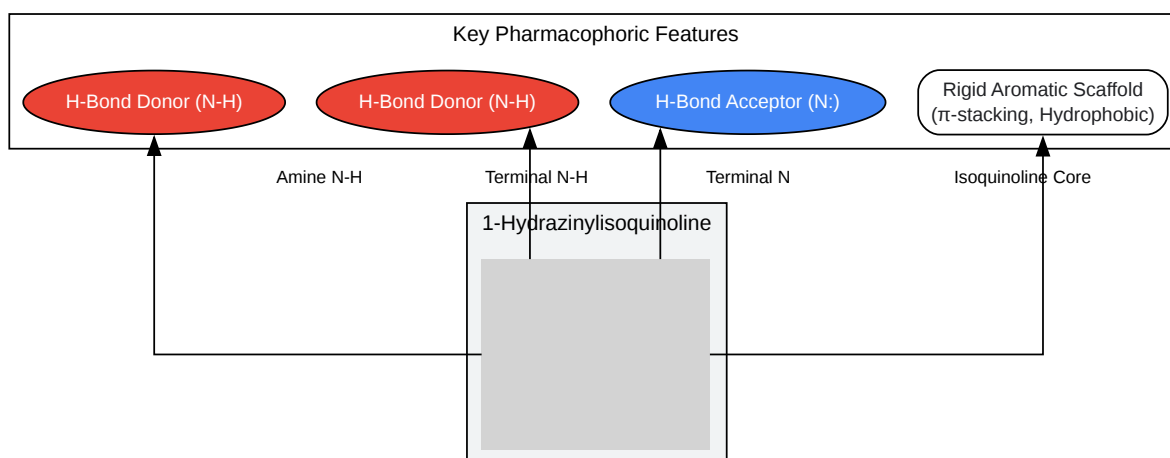 Key Pharmacophoric Features
H-Bond Donor (N-H)
H-Bond Donor (N-H)
H-Bond Acceptor (N:)
Rigid Aromatic Scaffold
(π-stacking, Hydrophobic)
Amine N-H
Terminal N-H
Terminal N
Isoquinoline Core
1-Hydrazinylisoquinoline